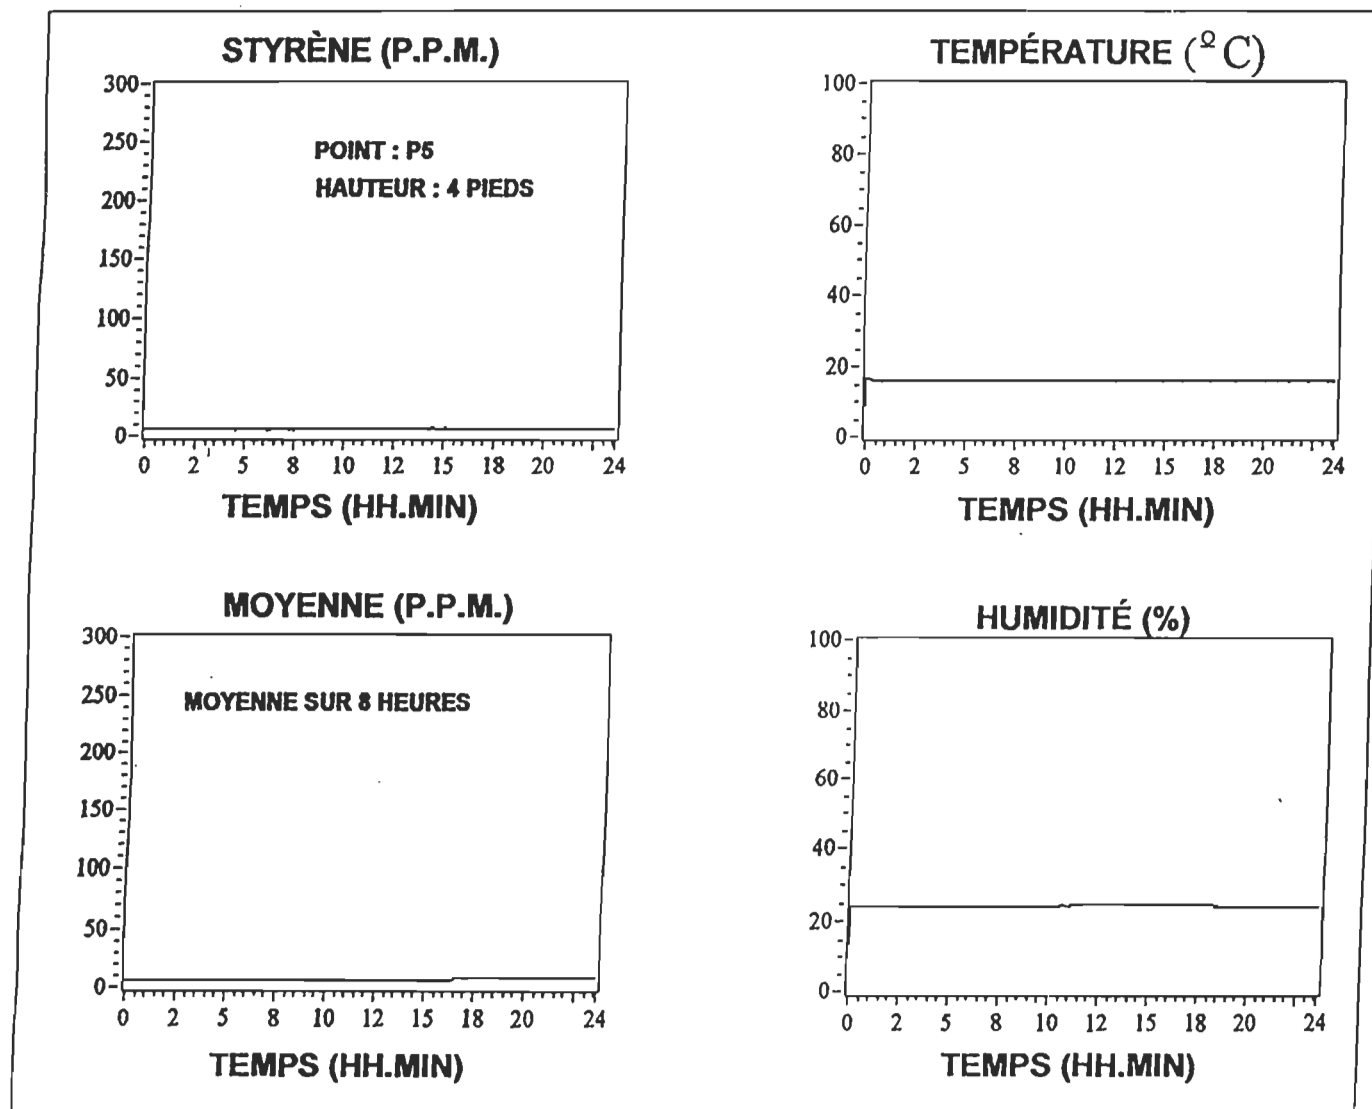 STYRÈNE (P.P.M.)
300
250
200
150
100
50
0
POINT : P5
HAUTEUR : 4 PIEDS
0 2 5 8 10 12 15 18 20 24
TEMPS (HH.MIN)
TEMPÉRATURE (º C)
100
80
60
40
20
0
0 2 5 8 10 12 15 18 20 24
TEMPS (HH.MIN)
MOYENNE (P.P.M.)
300
250
200
150
100
50
0
MOYENNE SUR 8 HEURES
0 2 5 8 10 12 15 18 20 24
TEMPS (HH.MIN)
HUMIDITÉ (%)
100
80
60
40
20
0
0 2 5 8 10 12 15 18 20 24
TEMPS (HH.MIN)